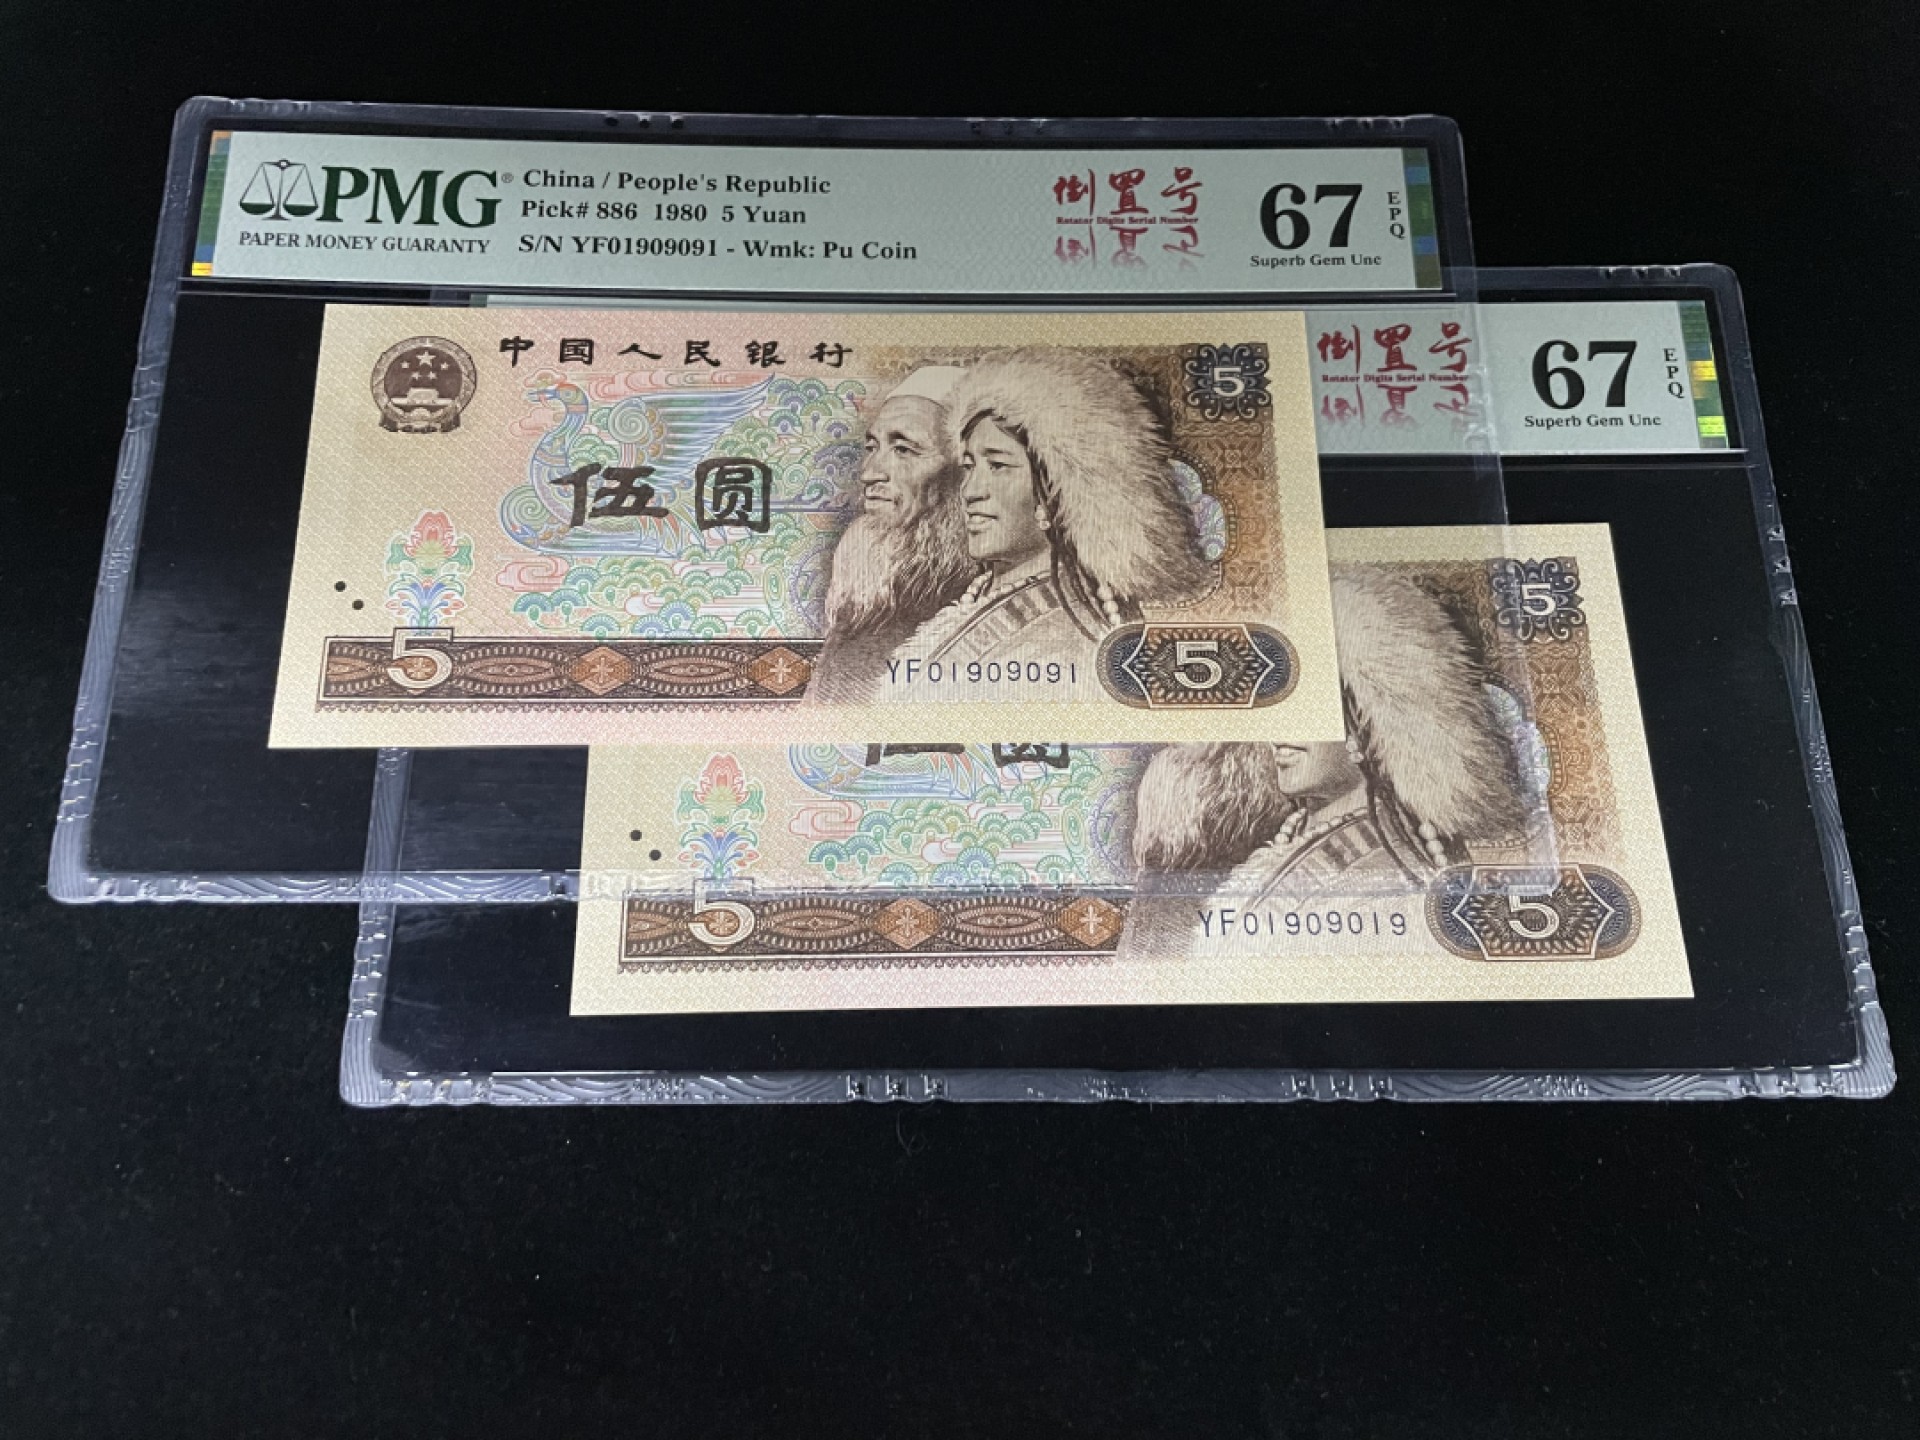 PMG®
PAPER MONEY GUARANTY
China / People's Republic
Pick# 886 1980 5 Yuan
S/N YF01909091 - Wmk: Pu Coin
倒置号
Rotator Digits Serial Number
67
EPQ
Superb Gem Unc
中国人民银行
5
伍圆
5
YF01909091
5
倒置号
Rotator Digits Serial Number
67
EPQ
Superb Gem Unc
5
圆
5
YF01909019
5